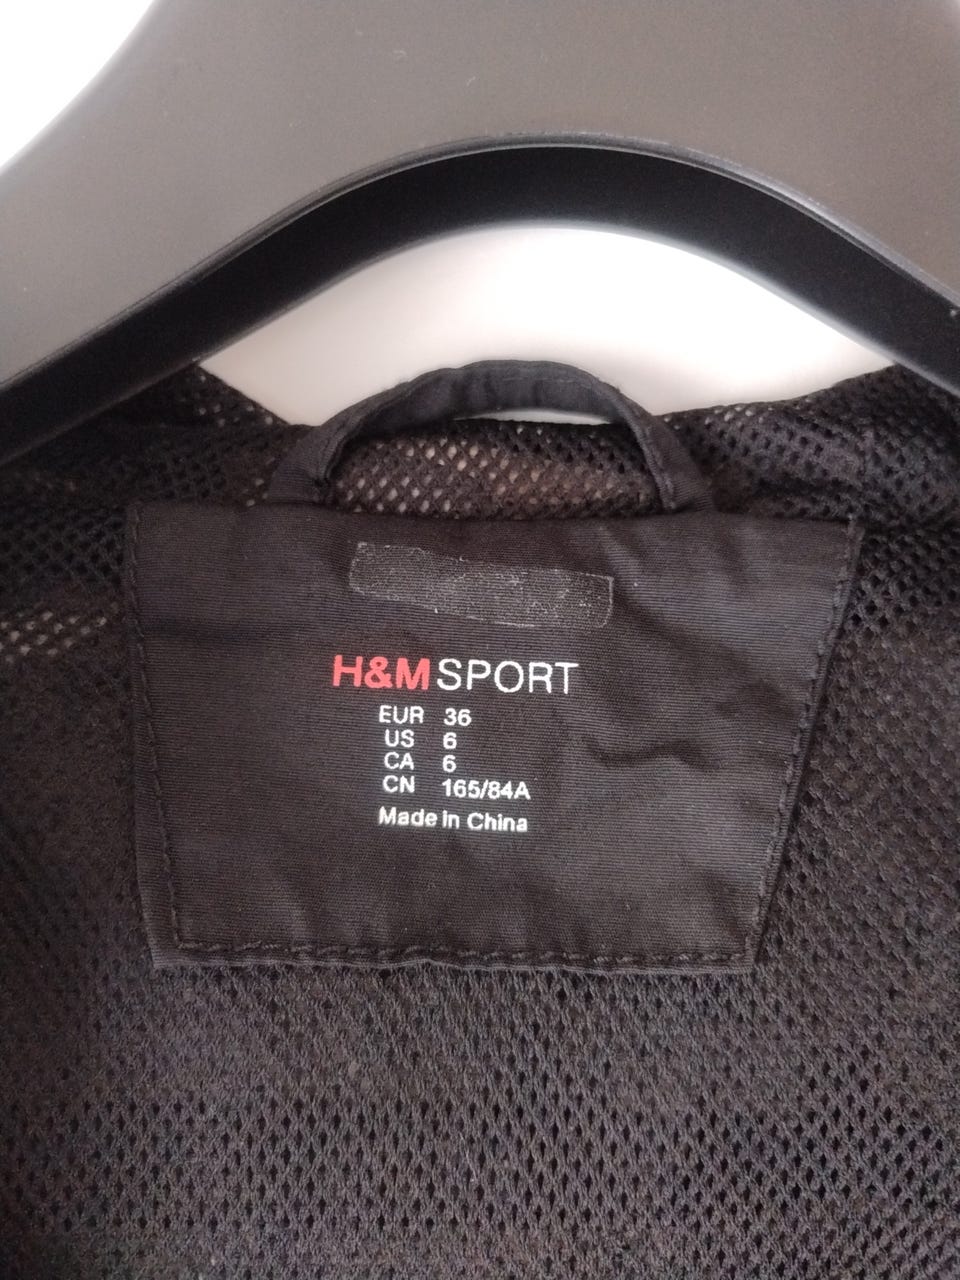 H&M SPORT
EUR 36
US 6
CA 6
CN 165/84A
Made in China